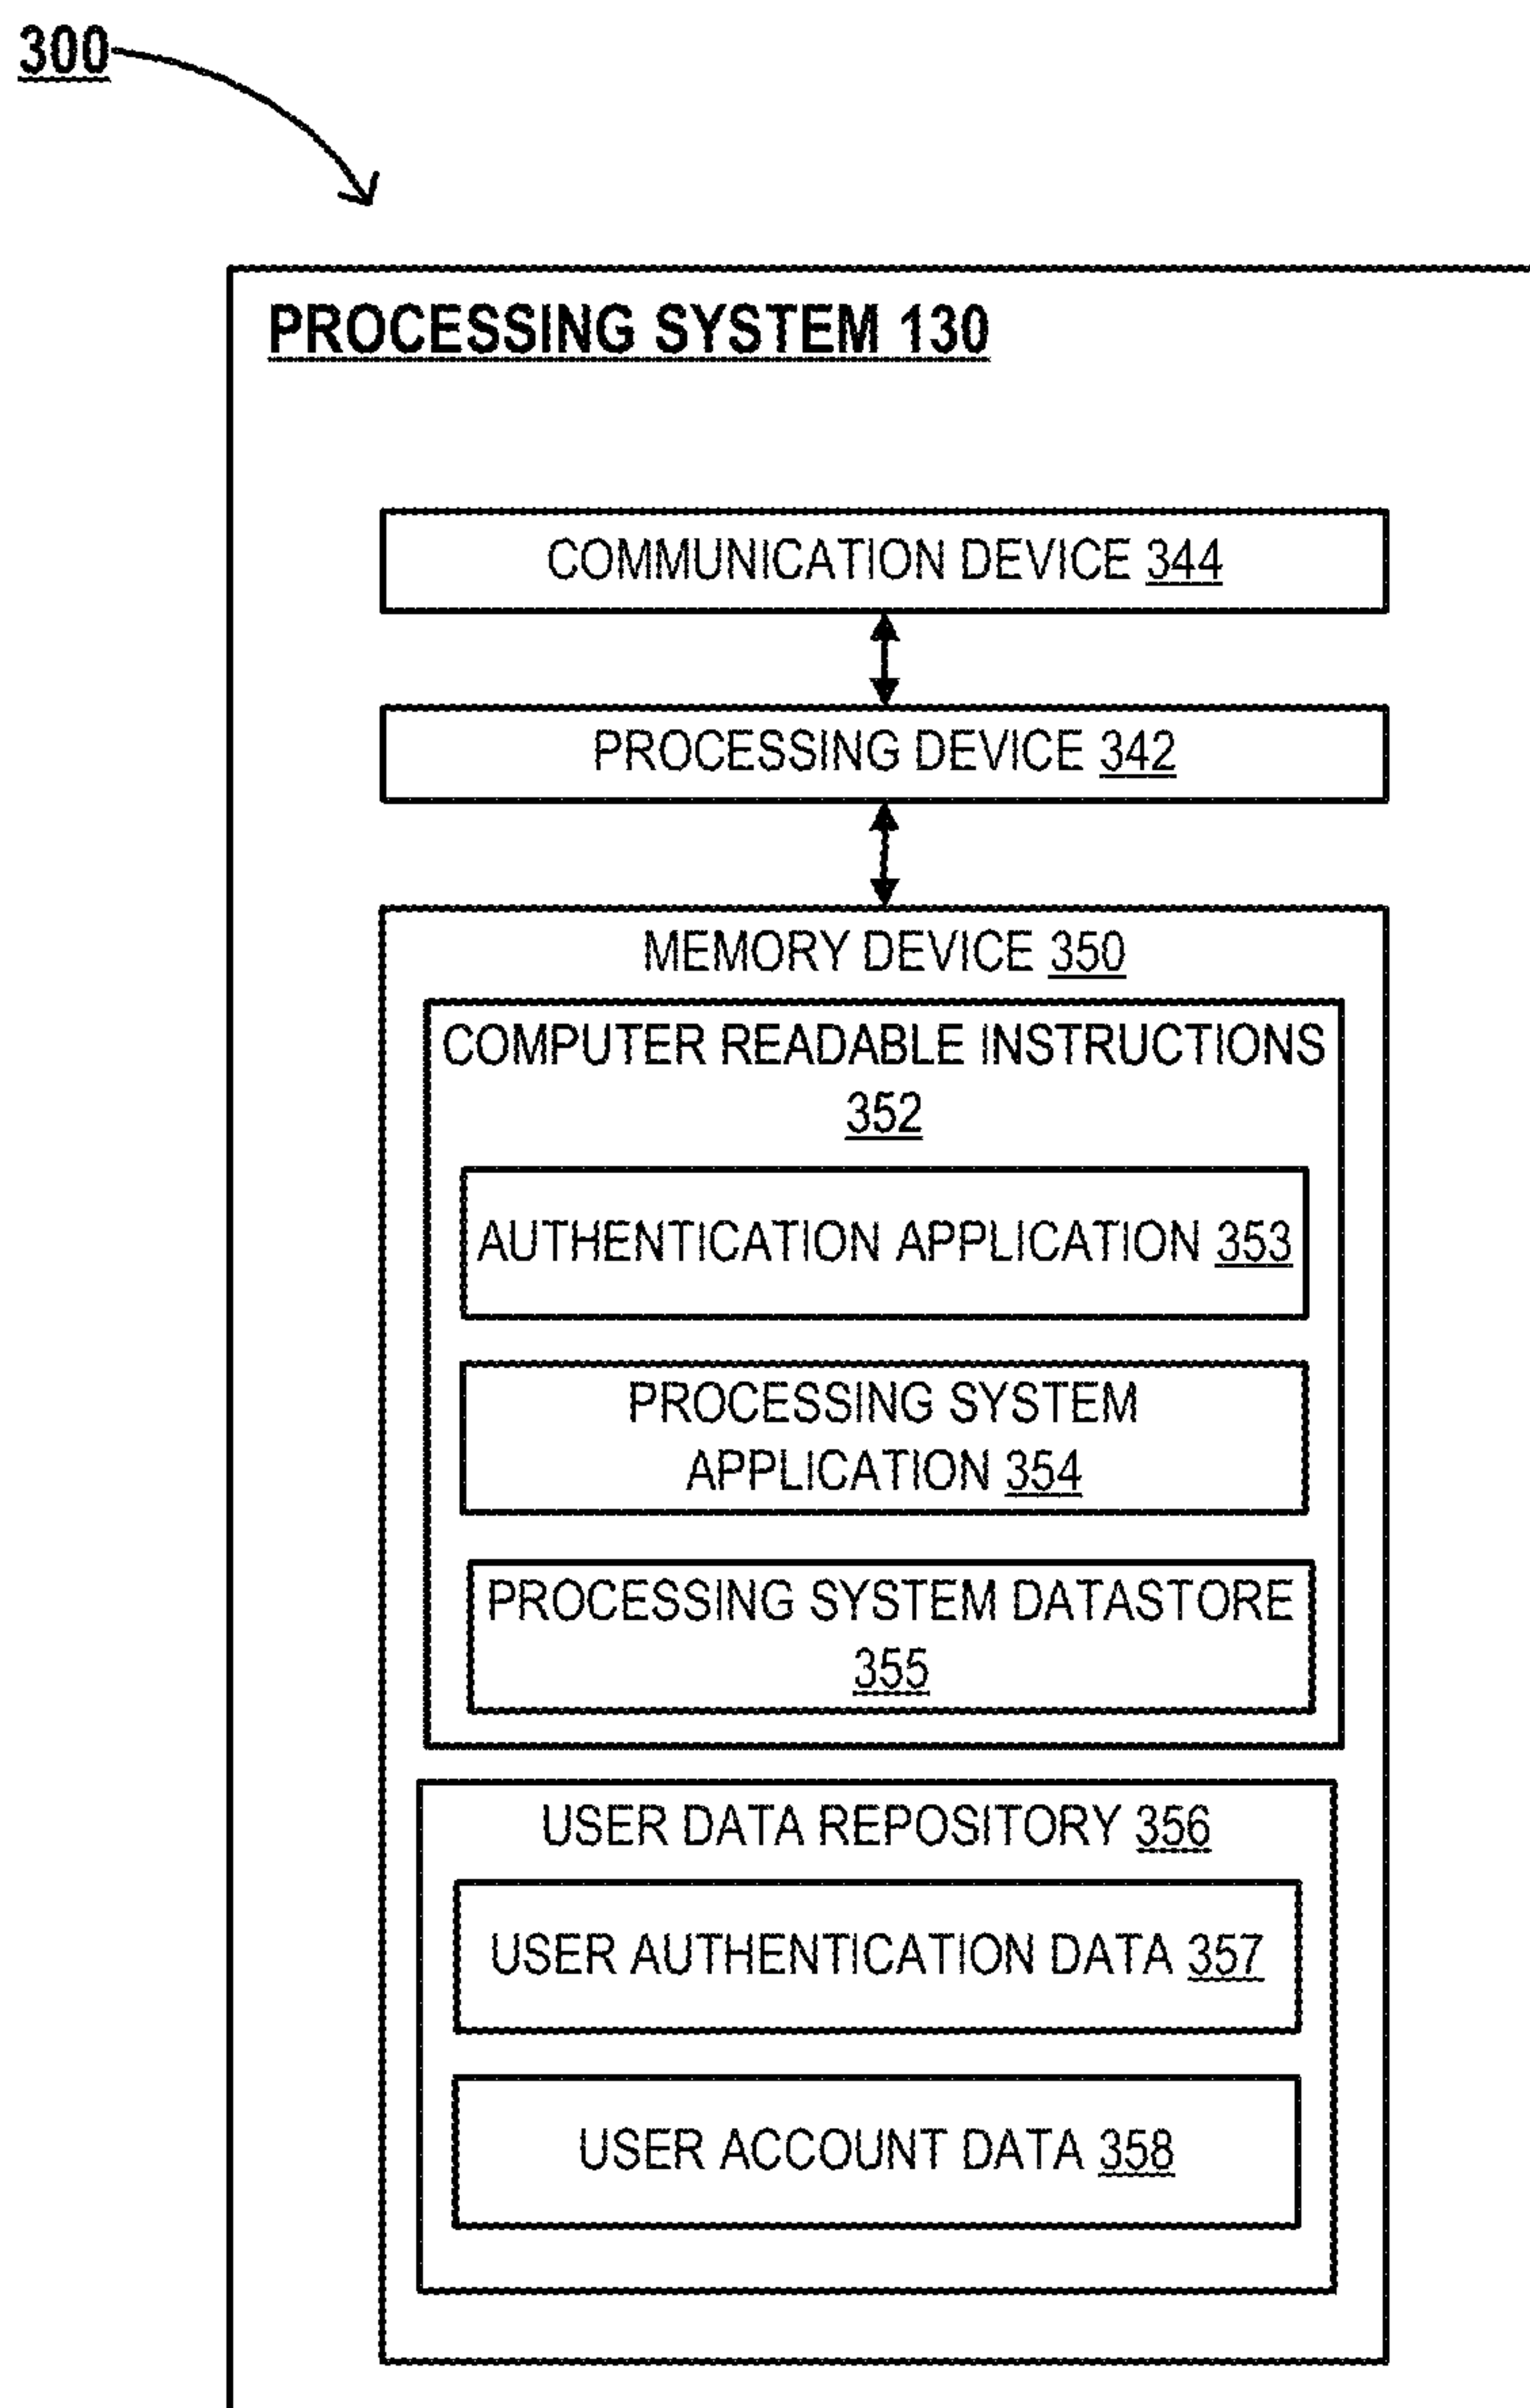 300
PROCESSING SYSTEM 130
COMMUNICATION DEVICE 344
PROCESSING DEVICE 342
MEMORY DEVICE 350
COMPUTER READABLE INSTRUCTIONS
352
AUTHENTICATION APPLICATION 353
PROCESSING SYSTEM
APPLICATION 354
PROCESSING SYSTEM DATASTORE
355
USER DATA REPOSITORY 356
USER AUTHENTICATION DATA 357
USER ACCOUNT DATA 358